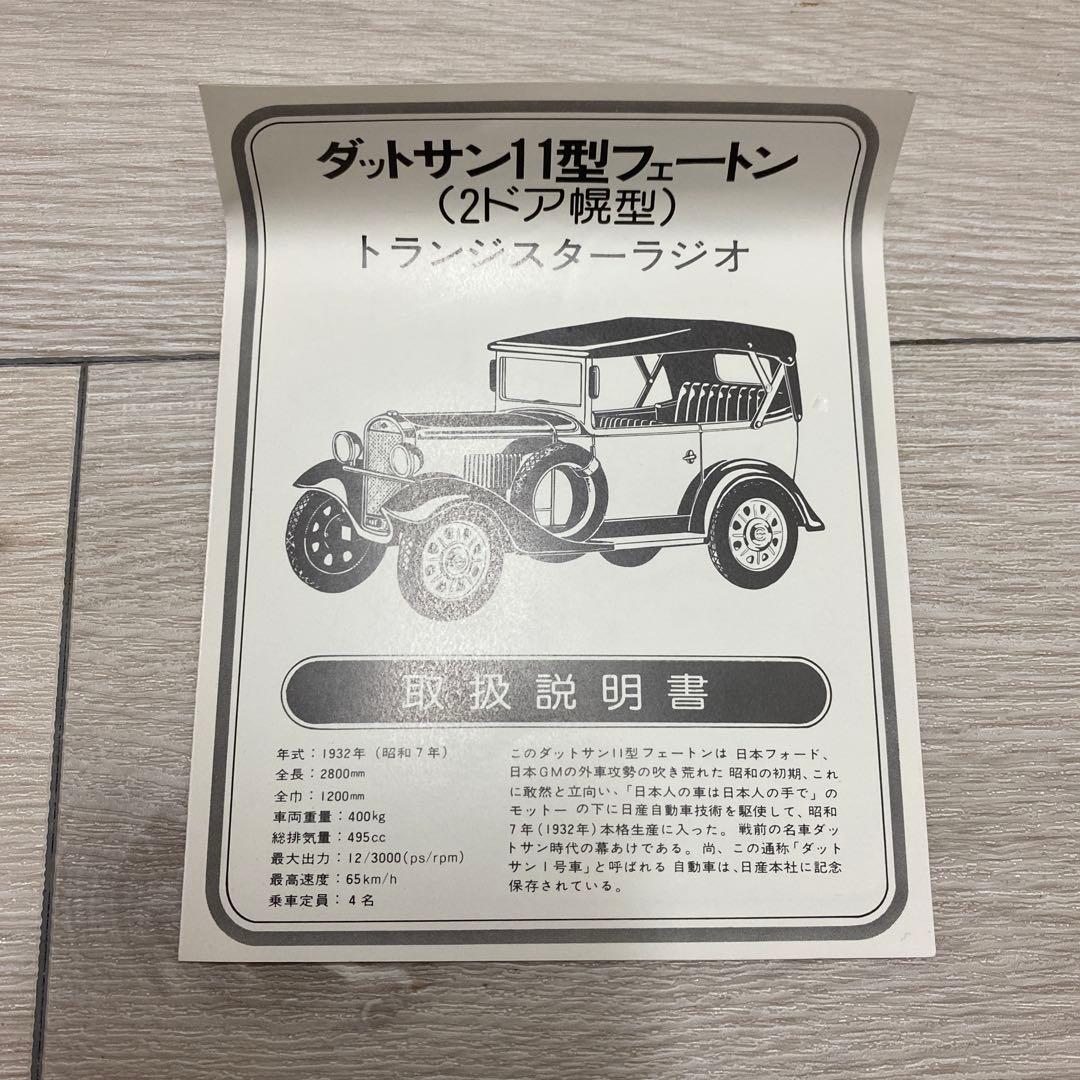 ダットサン11型フェートン
(2ドア幌型)
トランジスターラジオ
取扱説明書
年式：1932年（昭和7年）
全長：2800mm
全巾：1200mm
車両重量：400kg
総排気量：495cc
最大出力：12/3000(ps/rpm)
最高速度：65km/h
乗車定員：4名
このダットサン11型フェートンは 日本フォード、
日本GMの外車攻勢の吹き荒れた 昭和の初期、これ
に敢然と立向い、「日本人の車は日本人の手で」の
モットー の下に日産自動車技術を駆使して、昭和
7年(1932年)本格生産に入った。戦前の名車ダッ
トサン時代の幕あけである。尚、この通称「ダット
サン1号車」と呼ばれる 自動車は、日産本社に記念
保存されている。